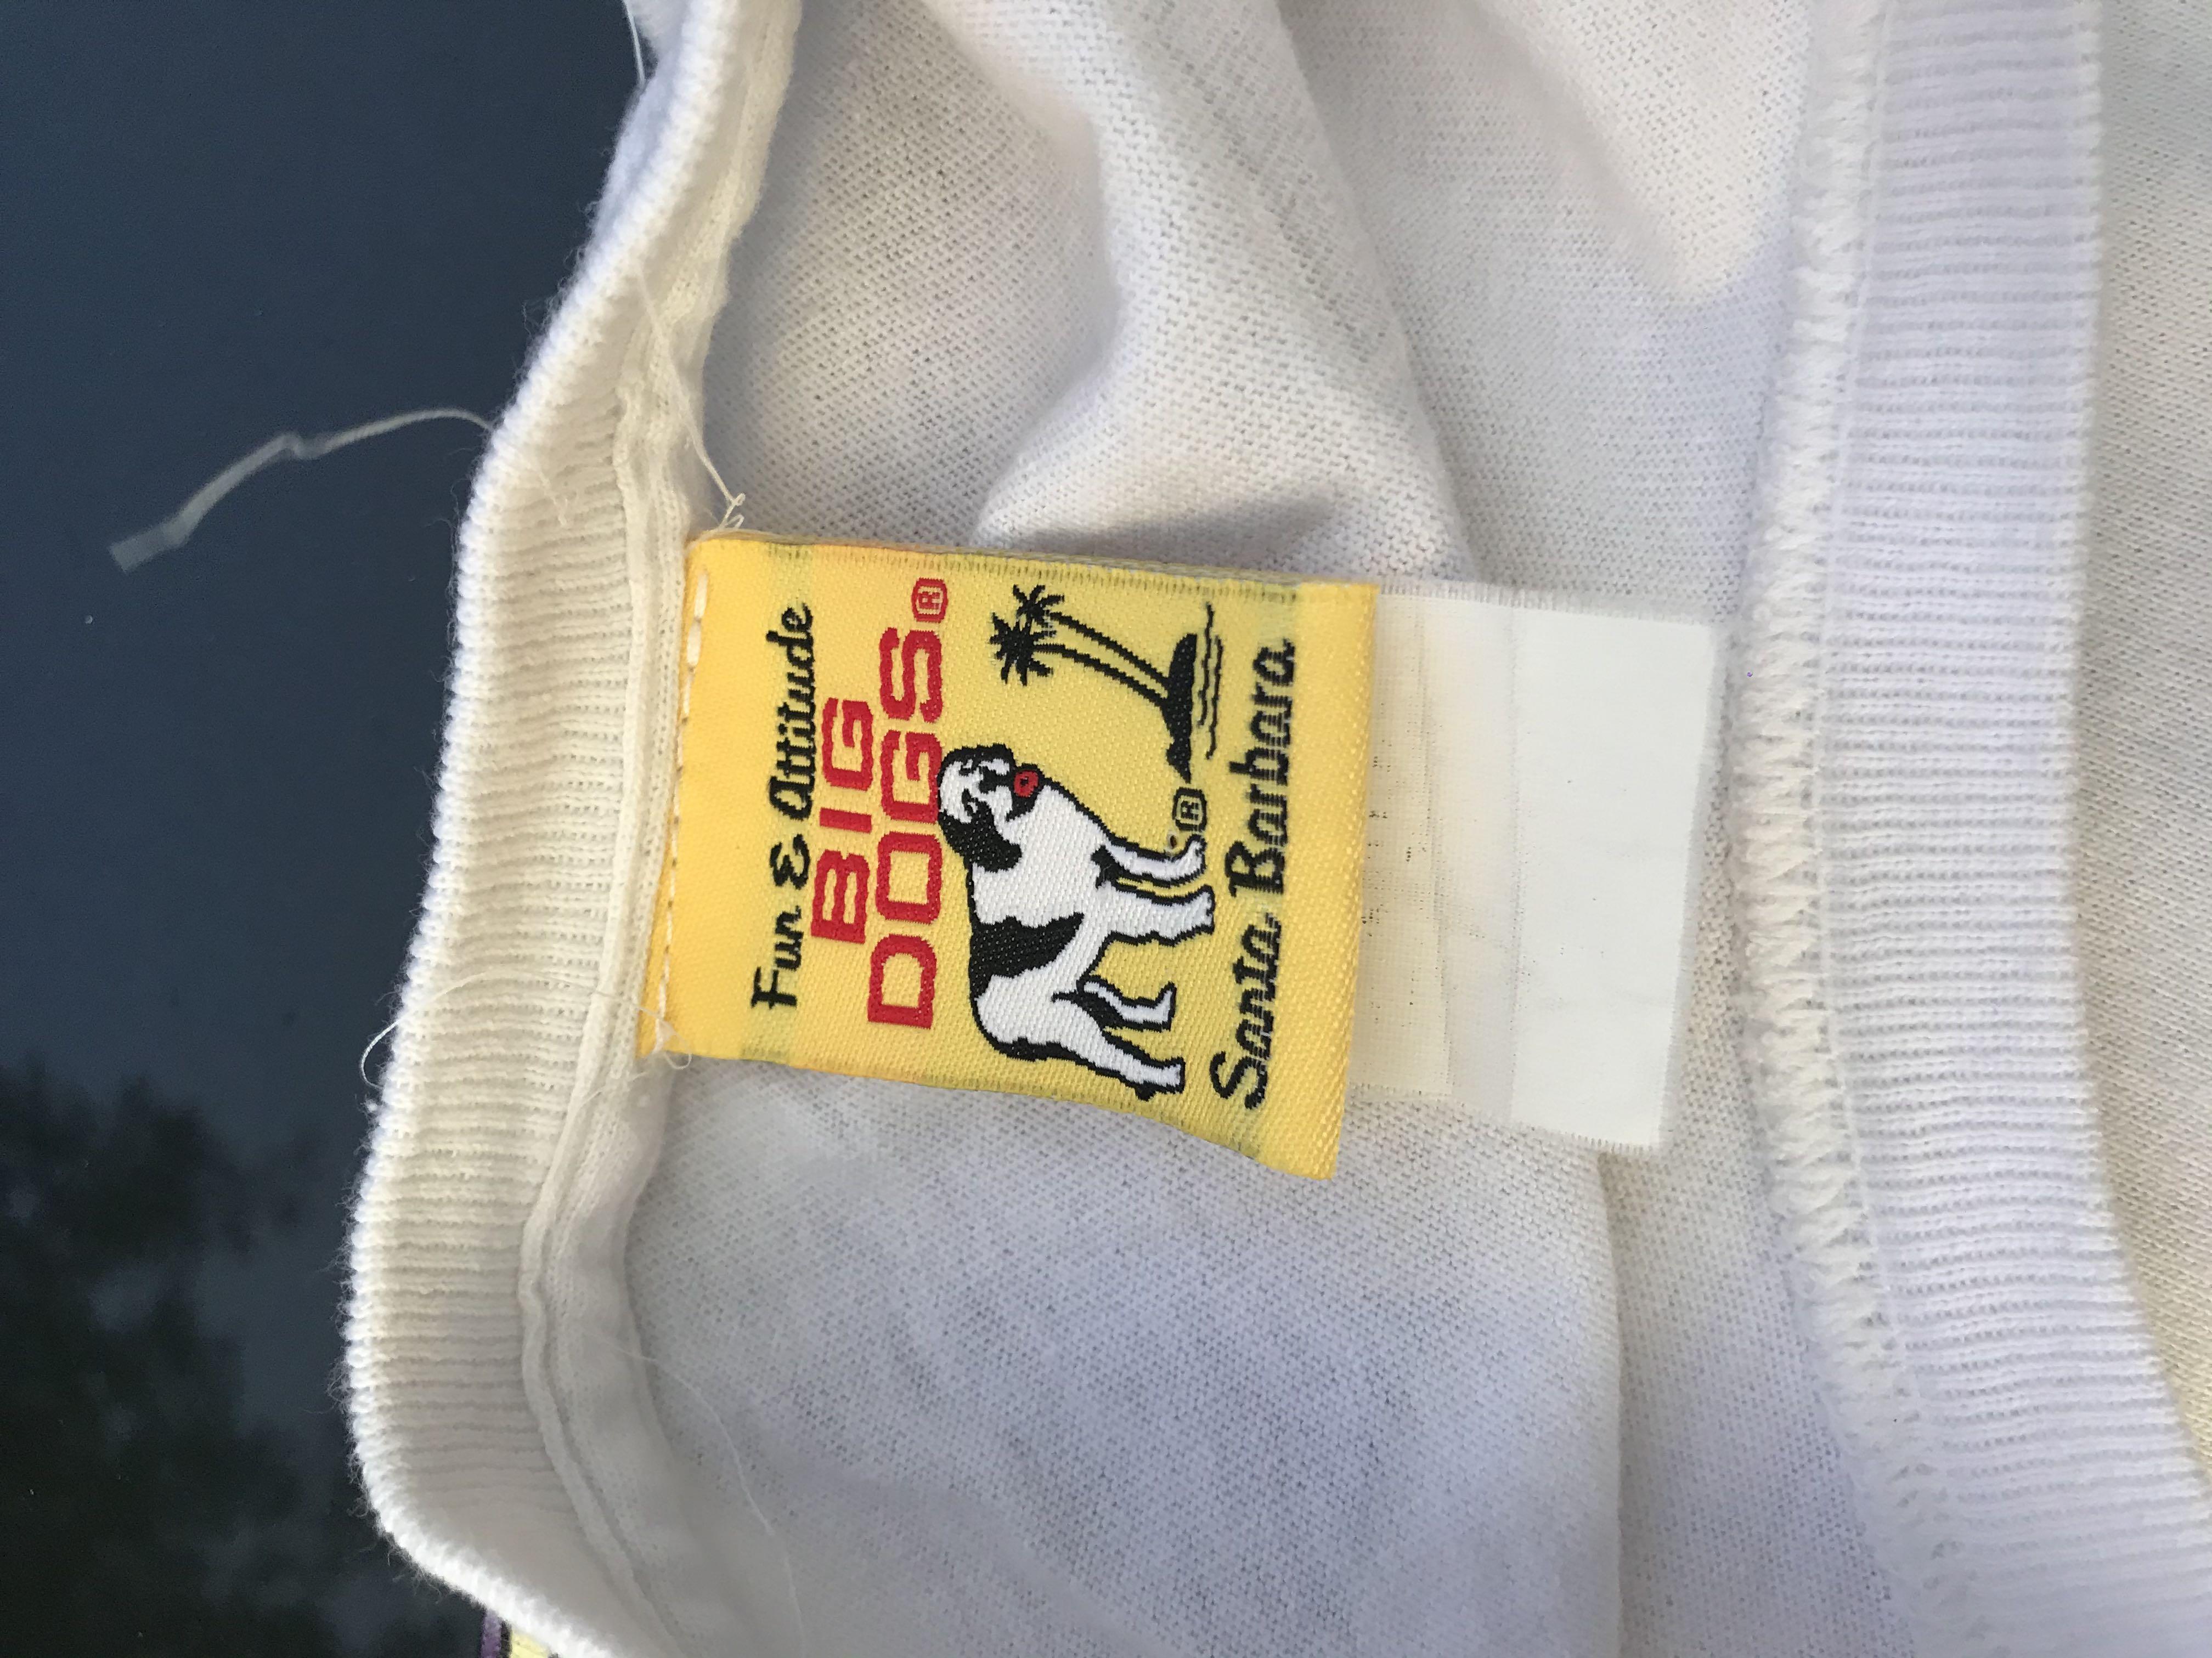 Fun & Attitude
BIG
DOGS®
®
Santa Barbara